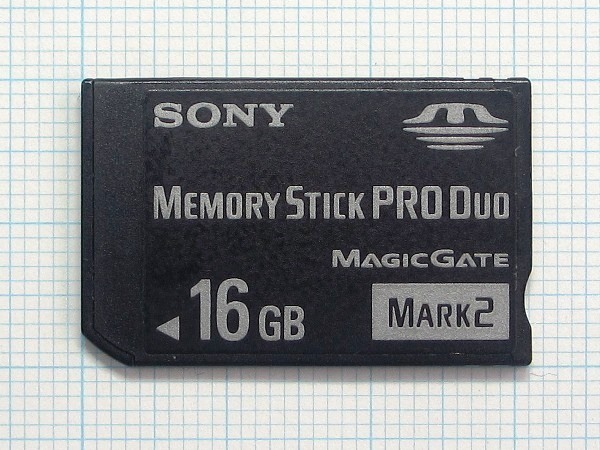 SONY
MEMORY STICK PRO DUO
MAGICGATE
16 GB
MARK2